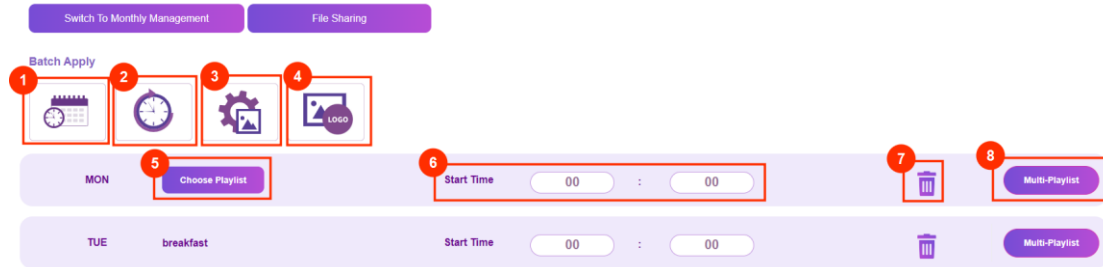 Switch To Monthly Management File Sharing
Batch Apply
1 2 3 4
LOGO
5 6 7 8
MON Choose Playlist Start Time 00 : 00 Multi-Playlist
TUE breakfast Start Time 00 : 00 Multi-Playlist